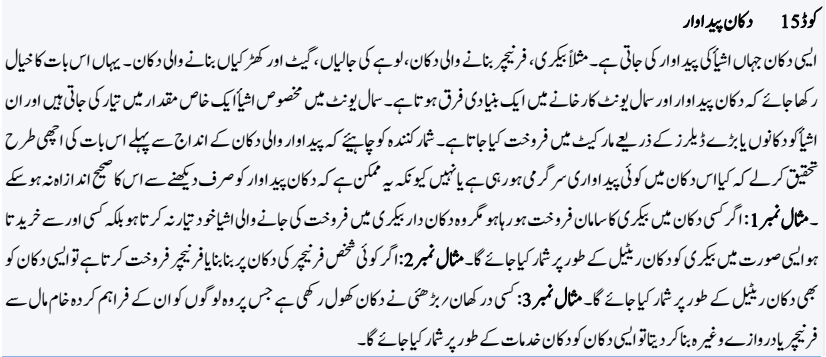 کوڈ15 دکان پیداوار
ایسی دکان جہاں اشیأ کی پیداوار کی جاتی ہے۔ مثلاً بیکری، فرنیچر بنانے والی دکان، لوہے کی جالیاں، گیٹ اور کھڑکیاں بنانے والی دکان۔ یہاں اس بات کا خیال
رکھا جائے کہ دکان پیداوار اور سمال یونٹ کارخانے میں ایک بنیادی فرق ہوتا ہے۔ سمال یونٹ میں مخصوص اشیأ ایک خاص مقدار میں تیار کی جاتی ہیں اور ان
اشیأ کو دکانوں یا بڑے ڈیلرز کے ذریعے مارکیٹ میں فروخت کیا جاتا ہے۔ شمار کنندہ کو چاہیئے کہ پیداوار والی دکان کے انداج سے پہلے اس بات کی اچھی طرح
تحقیق کر لے کہ کیا اس دکان میں کوئی پیداواری سرگرمی ہو رہی ہے یا نہیں کیونکہ یہ ممکن ہے کہ دکان پیداوار کو صرف دیکھنے سے اس کا صحیح اندازاہ نہ ہو سکے
۔ مثال نمبر1: اگر کسی دکان میں بیکری کا سامان فروخت ہو رہا ہو مگر وہ دکان دار بیکری میں فروخت کی جانے والی اشیا خود تیار نہ کرتا ہو بلکہ کسی اور سے خریدتا
ہو ایسی صورت میں بیکری کو دکان ریٹیل کے طور پر شمار کیا جائے گا۔ مثال نمبر2: اگر کوئی شخص فرنیچر کی دکان پر بنا بنایا فرنیچر فروخت کرتا ہے تو ایسی دکان کو
بھی دکان ریٹیل کے طور پر شمار کیا جائے گا۔ مثال نمبر3: کسی درکھان/بڑھئی نے دکان کھول رکھی ہے جس پر وہ لوگوں کو ان کے فراہم کردہ خام مال سے
فرنیچر یا دروازے وغیرہ بنا کر دیتا تو ایسی دکان کو دکان خدمات کے طور پر شمار کیا جائے گا۔